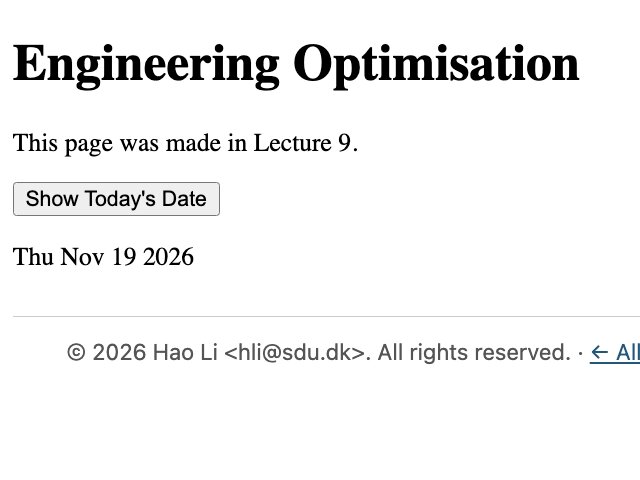 Engineering Optimisation
This page was made in Lecture 9.
Show Today's Date
Thu Nov 19 2026
© 2026 Hao Li <hli@sdu.dk>. All rights reserved. · ← All